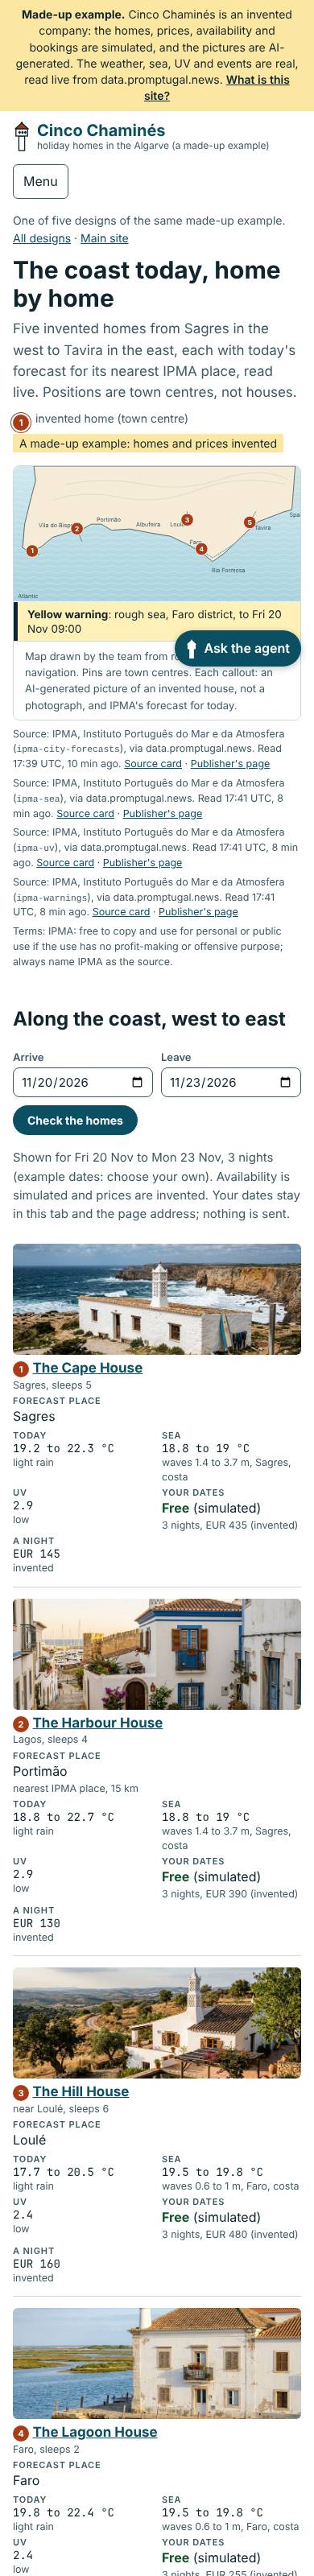 Made-up example. Cinco Chaminés is an invented
company: the homes, prices, availability and
bookings are simulated, and the pictures are AI-
generated. The weather, sea, UV and events are real,
read live from data.promptugal.news. What is this
site?
Cinco Chaminés
holiday homes in the Algarve (a made-up example)
Menu
One of five designs of the same made-up example.
All designs · Main site
The coast today, home
by home
Five invented homes from Sagres in the
west to Tavira in the east, each with today's
forecast for its nearest IPMA place, read
live. Positions are town centres, not houses.
1 invented home (town centre)
A made-up example: homes and prices invented
Vila do Bisp
Portimão
Albufeira
Faro
Tavira
Spa
Ria Formosa
Atlantic
1
2
3
4
5
Yellow warning: rough sea, Faro district, to Fri 20
Nov 09:00
Ask the agent
Map drawn by the team from
navigation. Pins are town centres. Each callout: an
AI-generated picture of an invented house, not a
photograph, and IPMA's forecast for today.
Source: IPMA, Instituto Português do Mar e da Atmosfera
(ipma-city-forecasts), via data.promptugal.news. Read
17:39 UTC, 10 min ago. Source card · Publisher's page
Source: IPMA, Instituto Português do Mar e da Atmosfera
(ipma-sea), via data.promptugal.news. Read 17:41 UTC, 8
min ago. Source card · Publisher's page
Source: IPMA, Instituto Português do Mar e da Atmosfera
(ipma-uv), via data.promptugal.news. Read 17:41 UTC, 8 min
ago. Source card · Publisher's page
Source: IPMA, Instituto Português do Mar e da Atmosfera
(ipma-warnings), via data.promptugal.news. Read 17:41
UTC, 8 min ago. Source card · Publisher's page
Terms: IPMA: free to copy and use for personal or public
use if the use has no profit-making or offensive purpose;
always name IPMA as the source.
Along the coast, west to east
Arrive
Leave
11/20/2026
11/23/2026
Check the homes
Shown for Fri 20 Nov to Mon 23 Nov, 3 nights
(example dates: choose your own). Availability is
simulated and prices are invented. Your dates stay
in this tab and the page address; nothing is sent.
1 The Cape House
Sagres, sleeps 5
FORECAST PLACE
Sagres
TODAY
19.2 to 22.3 °C
light rain
SEA
18.8 to 19 °C
waves 1.4 to 3.7 m, Sagres,
costa
UV
2.9
low
YOUR DATES
Free (simulated)
3 nights, EUR 435 (invented)
A NIGHT
EUR 145
invented
2 The Harbour House
Lagos, sleeps 4
FORECAST PLACE
Portimão
nearest IPMA place, 15 km
TODAY
18.8 to 22.7 °C
light rain
SEA
18.8 to 19 °C
waves 1.4 to 3.7 m, Sagres,
costa
UV
2.9
low
YOUR DATES
Free (simulated)
3 nights, EUR 390 (invented)
A NIGHT
EUR 130
invented
3 The Hill House
near Loulé, sleeps 6
FORECAST PLACE
Loulé
TODAY
17.7 to 20.5 °C
light rain
SEA
19.5 to 19.8 °C
waves 0.6 to 1 m, Faro, costa
UV
2.4
low
YOUR DATES
Free (simulated)
3 nights, EUR 480 (invented)
A NIGHT
EUR 160
invented
4 The Lagoon House
Faro, sleeps 2
FORECAST PLACE
Faro
TODAY
19.8 to 22.4 °C
light rain
SEA
19.5 to 19.8 °C
waves 0.6 to 1 m, Faro, costa
UV
2.4
low
YOUR DATES
Free (simulated)
3 nights, EUR 255 (invented)